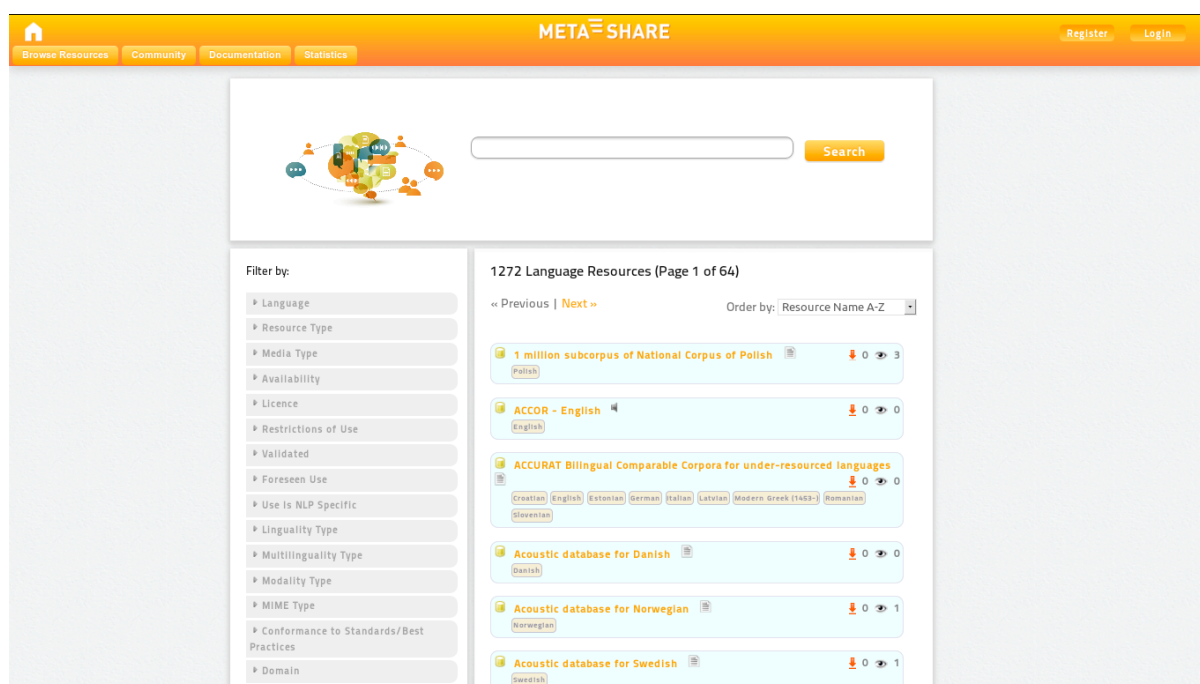 META SHARE
Register
Login
Browse Resources
Community
Documentation
Statistics
Search
Filter by:
Language
Resource Type
Media Type
Availability
Licence
Restrictions of Use
Validated
Foreseen Use
Use Is NLP Specific
Linguality Type
Multilinguality Type
Modality Type
MIME Type
Conformance to Standards/Best
Practices
Domain
1272 Language Resources (Page 1 of 64)
« Previous | Next »
Order by: Resource Name A-Z
1 million subcorpus of National Corpus of Polish 0 3
Polish
ACCOR - English 0 0
English
ACCURAT Bilingual Comparable Corpora for under-resourced languages
0 0
Croatian English Estonian German Italian Latvian Modern Greek (1453-) Romanian
Slovenian
Acoustic database for Danish 0 0
Danish
Acoustic database for Norwegian 0 1
Norwegian
Acoustic database for Swedish 0 1
Swedish